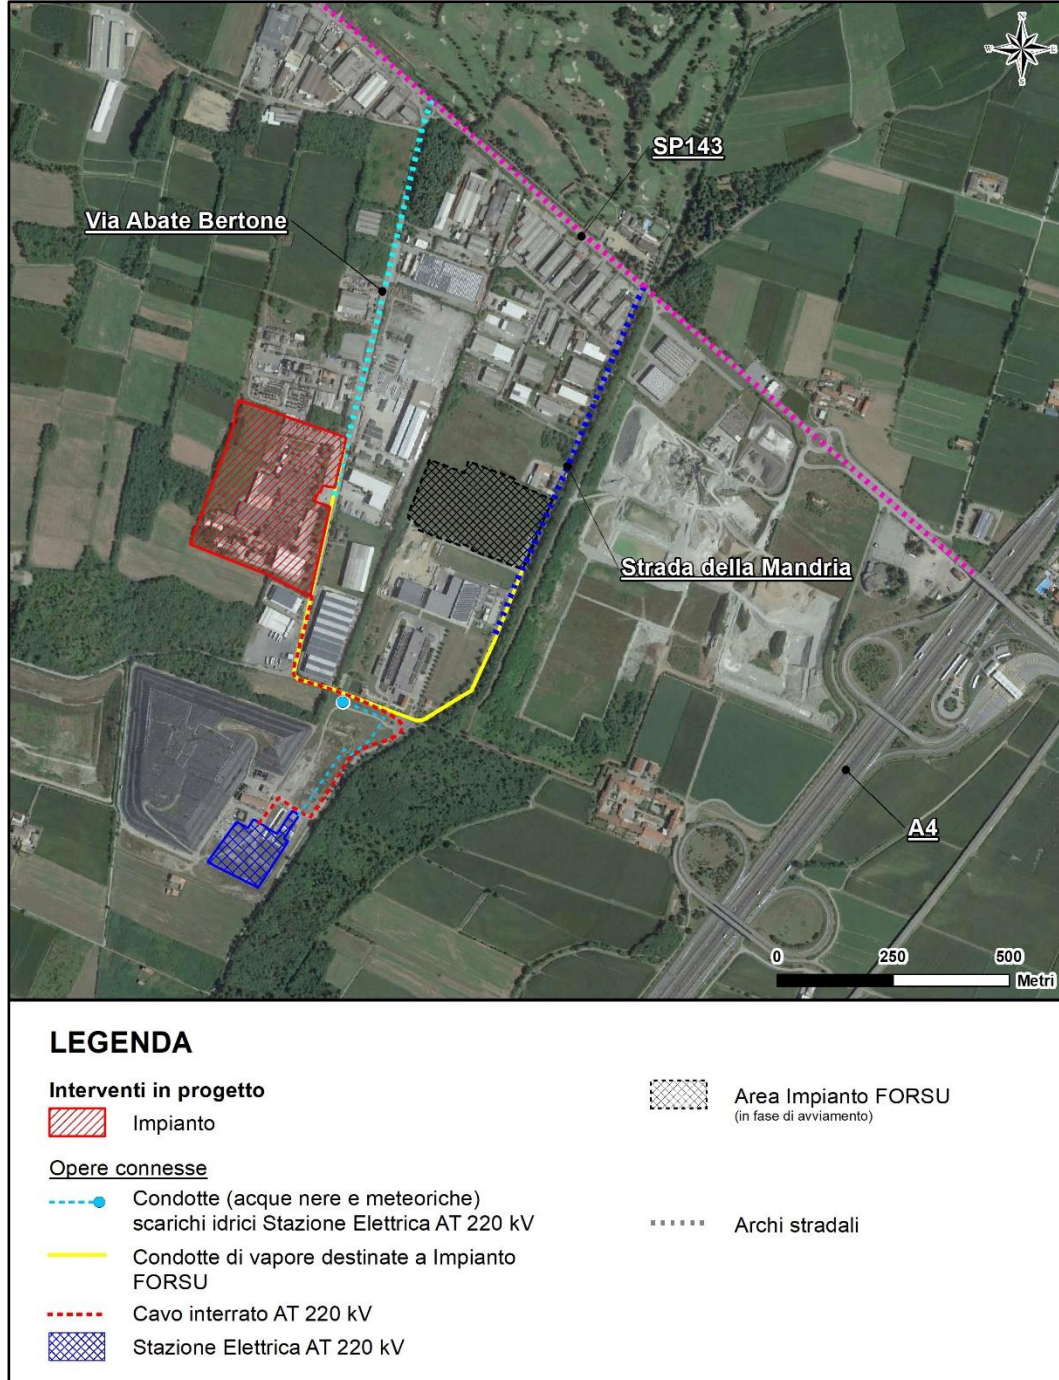 N
W E
S
SP143
Via Abate Bertone
Strada della Mandria
A4
0 250 500
Metri
LEGENDA
Interventi in progetto
Impianto
Opere connesse
Condotte (acque nere e meteoriche)
scarichi idrici Stazione Elettrica AT 220 kV
Condotte di vapore destinate a Impianto
FORSU
Cavo interrato AT 220 kV
Stazione Elettrica AT 220 kV
Area Impianto FORSU
(in fase di avviamento)
Archi stradali